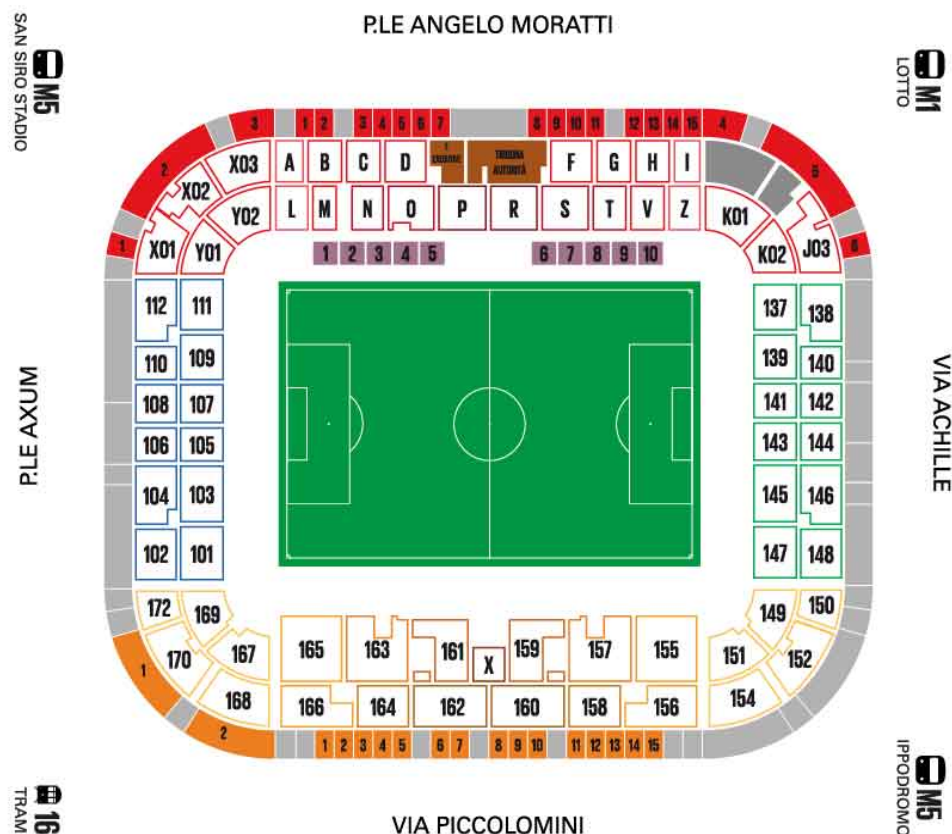 P.LE ANGELO MORATTI
SAN SIRO STADIO
M5
M1
LOTTO
3 1 2 3 4 5 6 7 8 9 10 11 12 13 14 15 4
2 5
X03 A B C D
TRIBUNA
AUTORITÀ
F G H I
X02
L M N O P R S T V Z
Y02 K01
X01 Y01 K02 J03
1 6
1 2 3 4 5 6 7 8 9 10
112 111 137 138
110 109 139 140
108 107 141 142
106 105 143 144
104 103 145 146
102 101 147 148
P.LE AXUM
VIA ACHILLE
172 169 149 150
170 167 165 163 161 X 159 157 155 151 152
168 166 164 162 160 158 156 154
1
2
1 2 3 4 5 6 7 8 9 10 11 12 13 14 15
16
TRAM
VIA PICCOLOMINI
M5
IPPODROMO